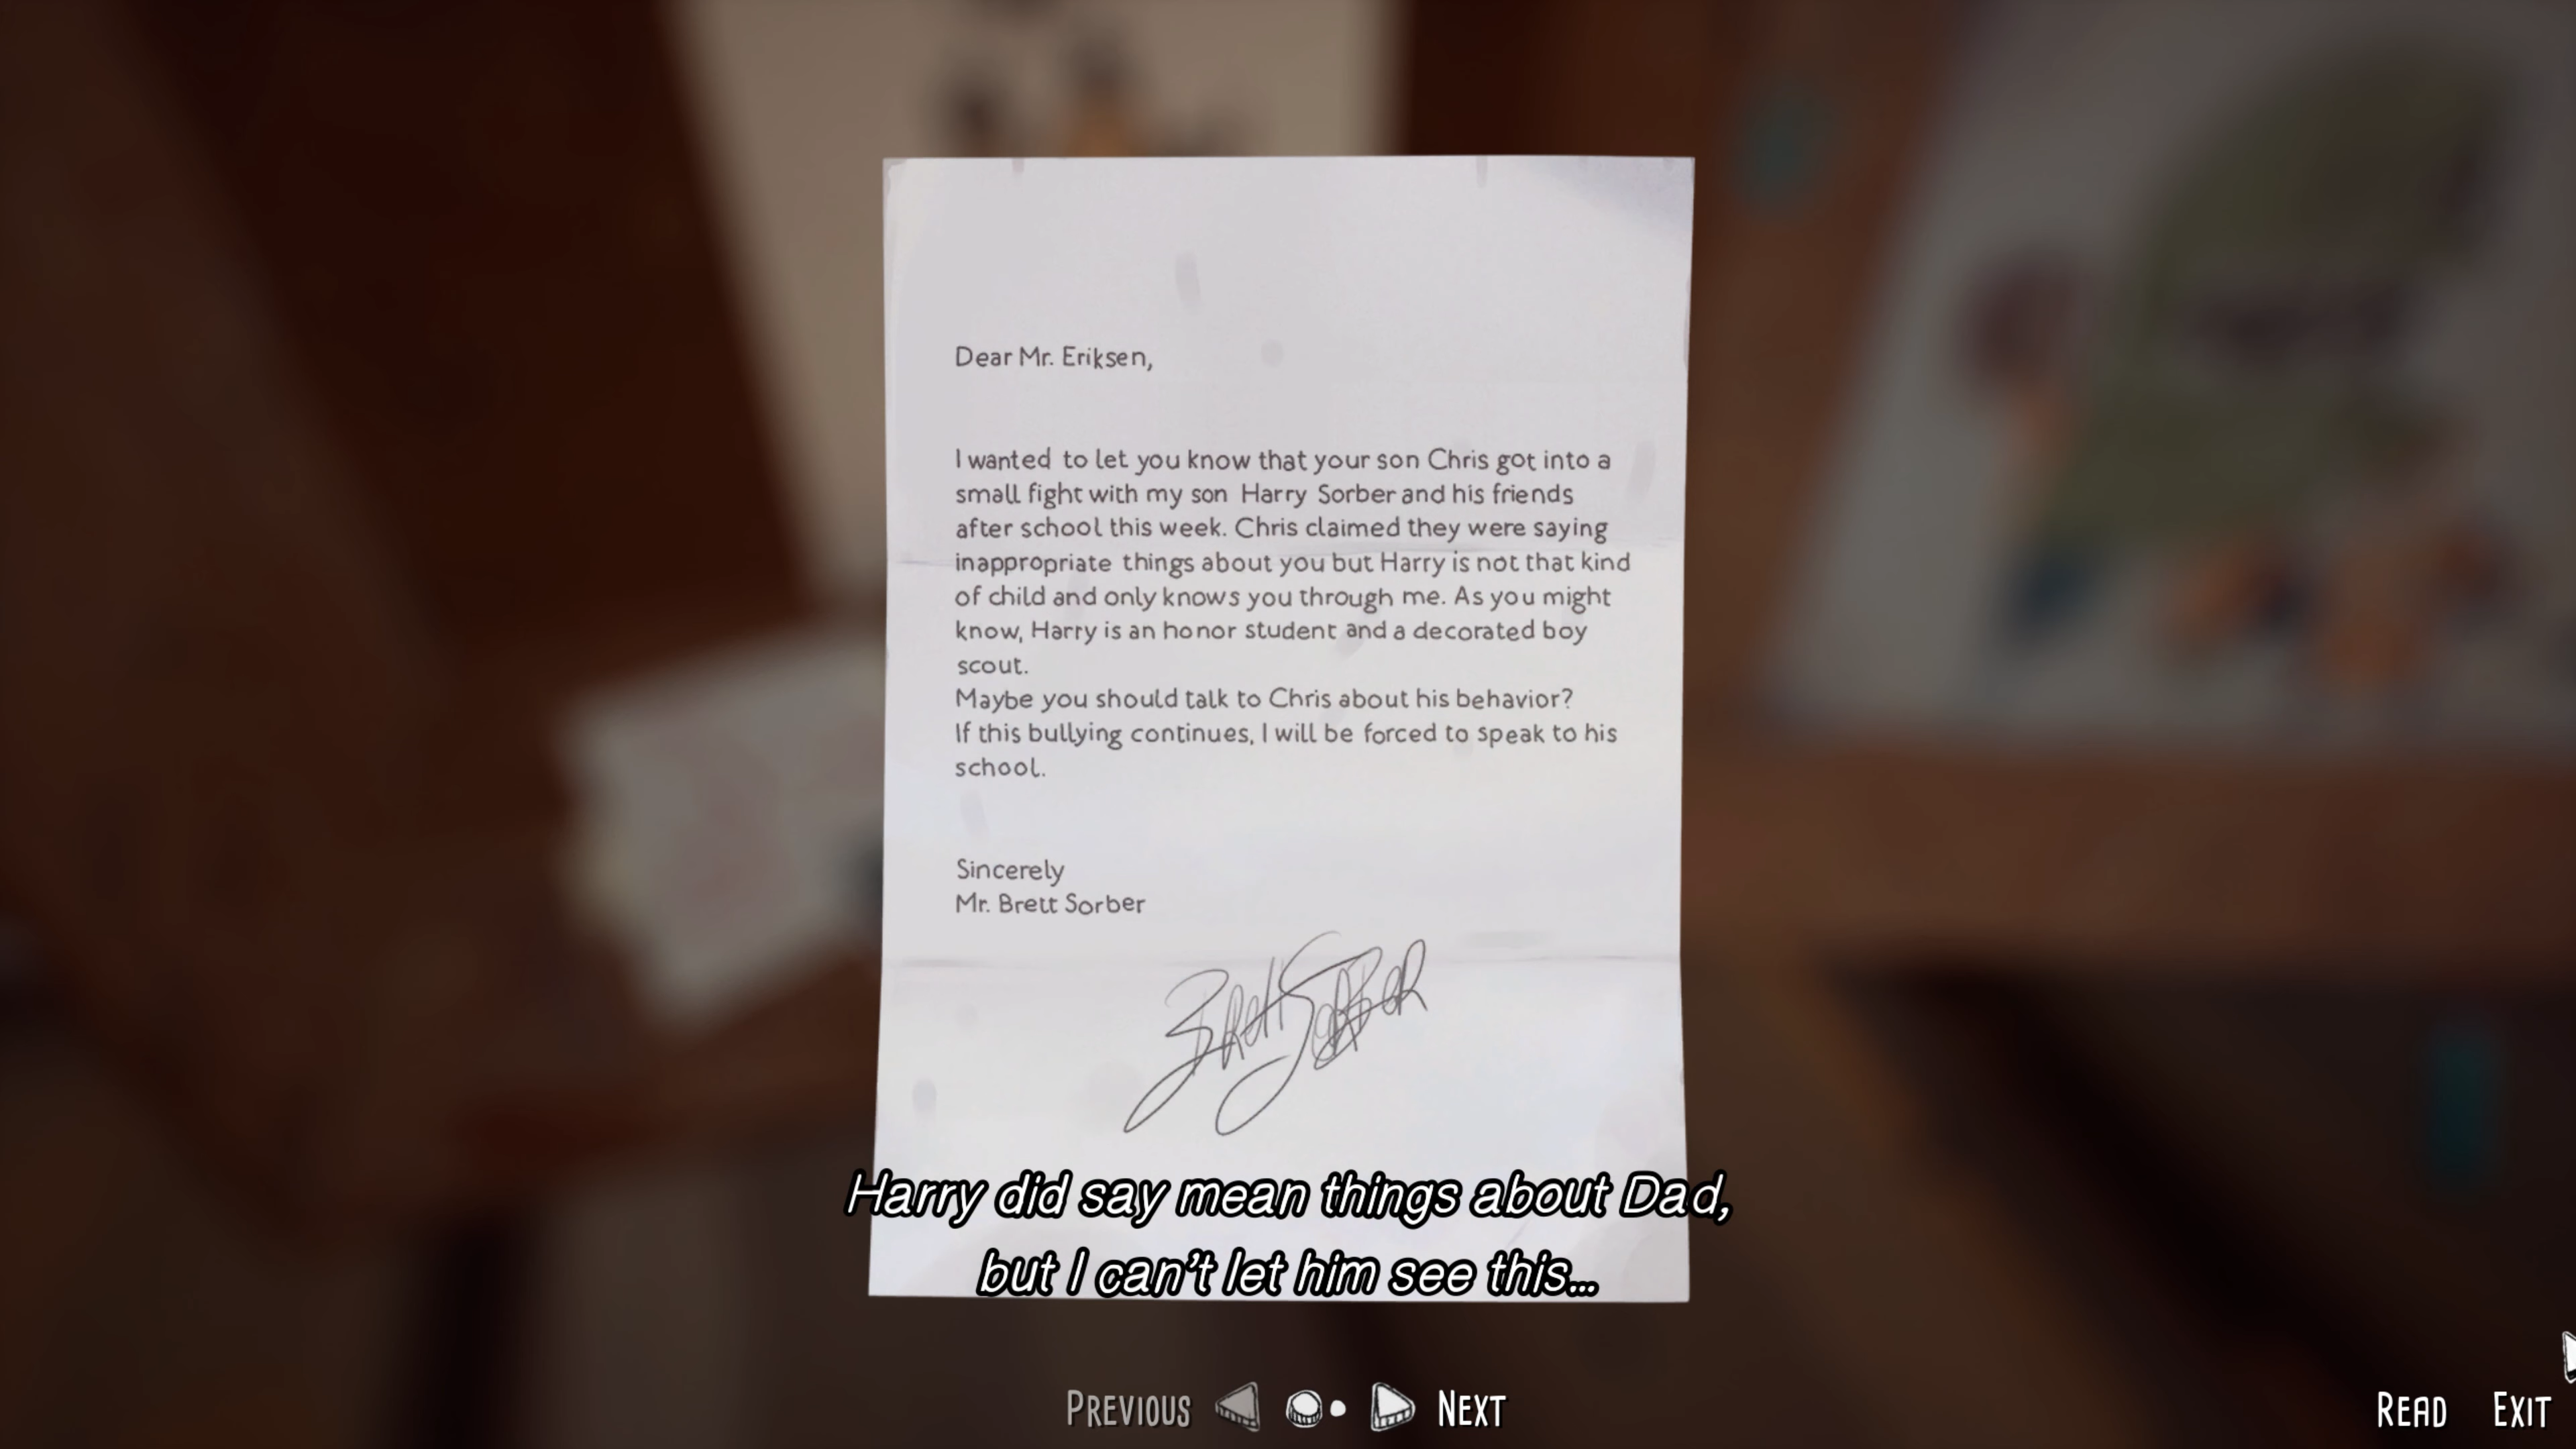 Dear Mr. Eriksen,
I wanted to let you know that your son Chris got into a
small fight with my son Harry Sorber and his friends
after school this week. Chris claimed they were saying
inappropriate things about you but Harry is not that kind
of child and only knows you through me. As you might
know, Harry is an honor student and a decorated boy
scout.
Maybe you should talk to Chris about his behavior?
If this bullying continues, I will be forced to speak to his
school.
Sincerely
Mr. Brett Sorber
Brett Sorber
Harry did say mean things about Dad,
but I can't let him see this...
PREVIOUS NEXT
READ EXIT